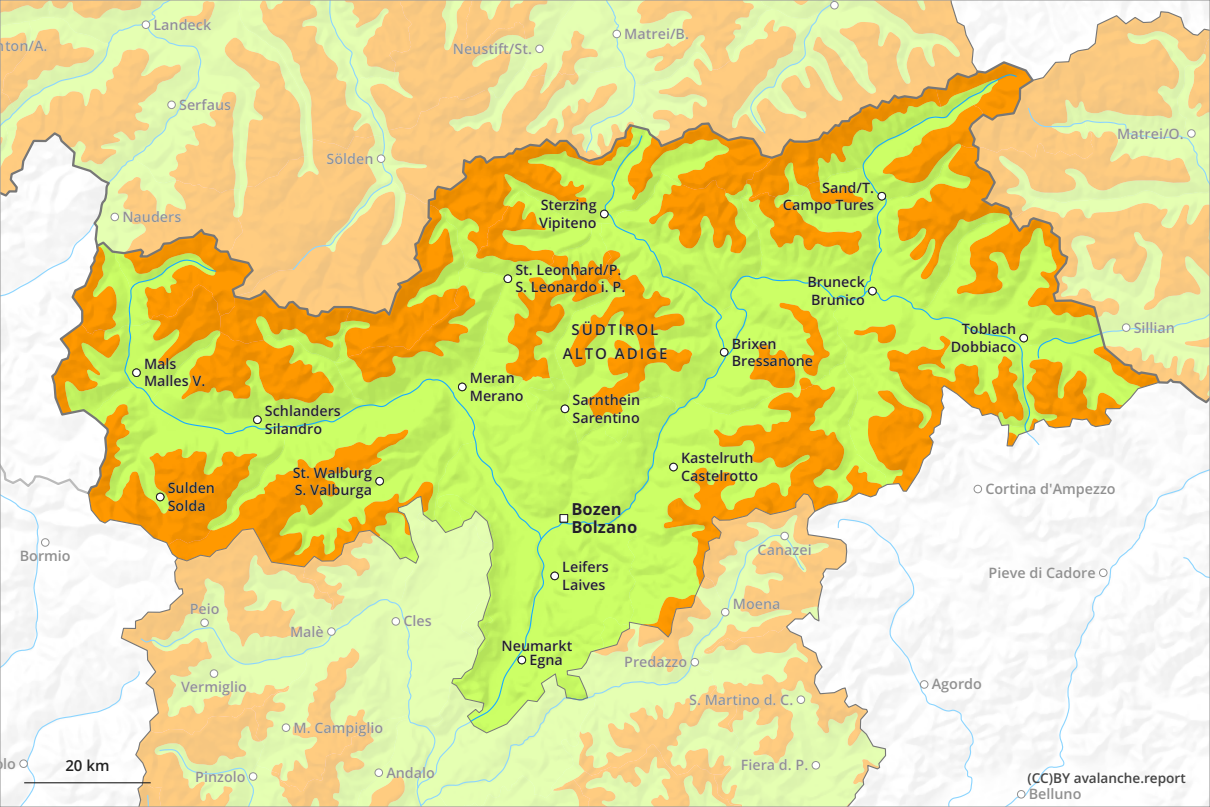 Landeck
Matrei/B.
nton/A.
Neustift/St.
Serfaus
Matrei/O.
Sölden
Sand/T.
Campo Tures
Sterzing
Vipiteno
Nauders
St. Leonhard/P.
S. Leonardo i. P.
Bruneck
Brunico
SÜDTIROL
ALTO ADIGE
Toblach
Dobbiaco
Sillian
Brixen
Bressanone
Mals
Malles V.
Meran
Merano
Schlanders
Silandro
Sarnthein
Sarentino
Kastelruth
Castelrotto
St. Walburg
S. Valburga
Sulden
Solda
Cortina d'Ampezzo
Bozen
Bolzano
Bormio
Canazei
Leifers
Laives
Pieve di Cadore
Peio
Moena
Cles
Malè
Neumarkt
Egna
Predazzo
Vermiglio
Agordo
S. Martino d. C.
M. Campiglio
20 km
olo
Pinzolo
Andalo
Fiera d. P.
(CC)BY avalanche.report
Belluno